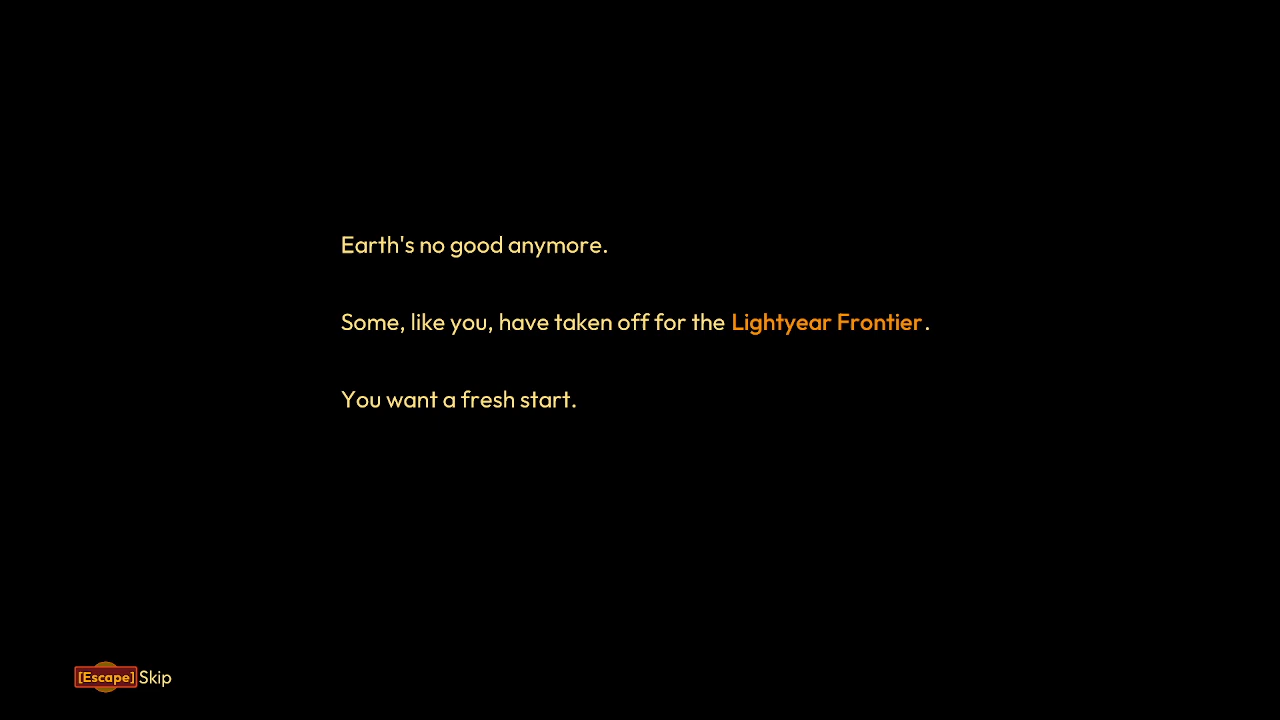 Earth's no good anymore.
Some, like you, have taken off for the Lightyear Frontier.
You want a fresh start.
[Escape] Skip